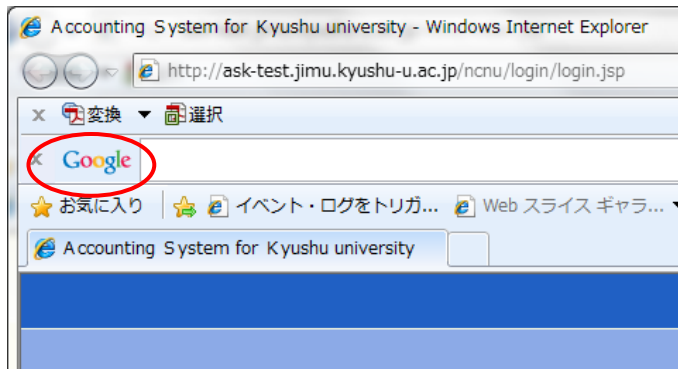 Accounting System for Kyushu university - Windows Internet Explorer
http://ask-test.jimu.kyushu-u.ac.jp/ncnu/login/login.jsp
x 変換 ▼ 選択
x Google
お気に入り イベント・ログをトリガ... Web スライス ギャラ... ▼
Accounting System for Kyushu university